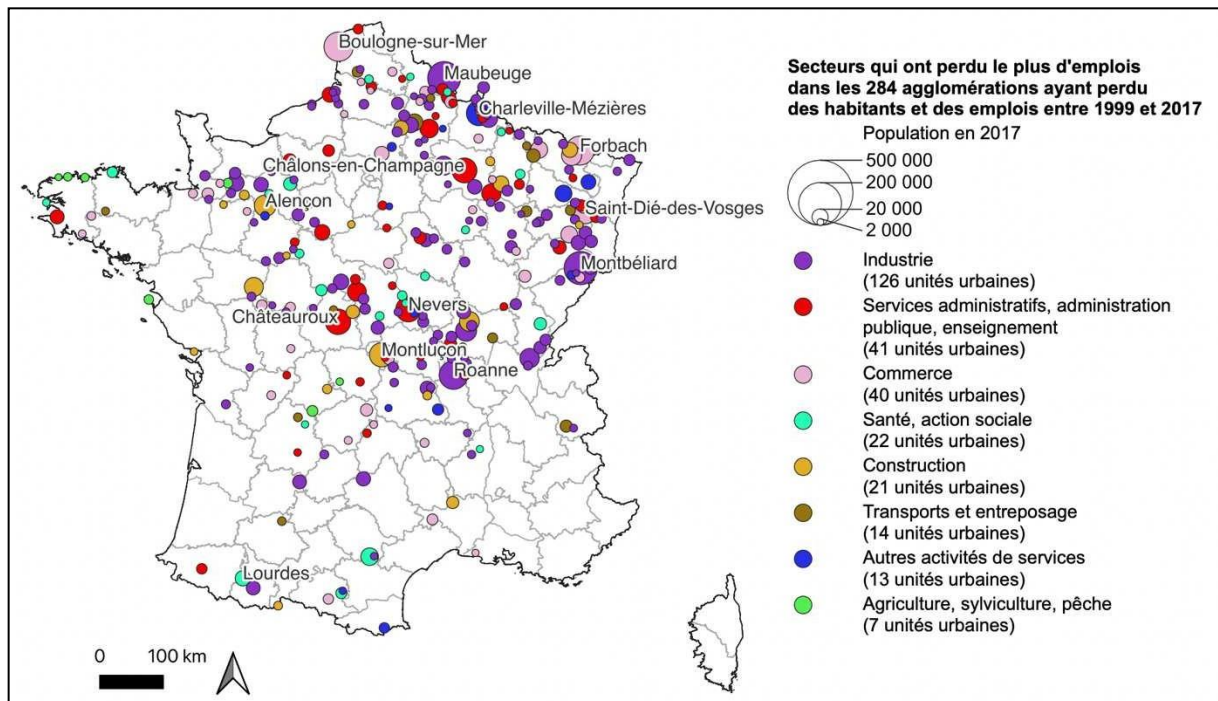 Boulogne-sur-Mer
Maubeuge
Charleville-Mézières
Forbach
Châlons-en-Champagne
Alençon
Saint-Dié-des-Vosges
Montbéliard
Nevers
Châteauroux
Montluçon
Roanne
Lourdes
0 100 km
Secteurs qui ont perdu le plus d'emplois
dans les 284 agglomérations ayant perdu
des habitants et des emplois entre 1999 et 2017
Population en 2017
500 000
200 000
20 000
2 000
Industrie
(126 unités urbaines)
Services administratifs, administration
publique, enseignement
(41 unités urbaines)
Commerce
(40 unités urbaines)
Santé, action sociale
(22 unités urbaines)
Construction
(21 unités urbaines)
Transports et entreposage
(14 unités urbaines)
Autres activités de services
(13 unités urbaines)
Agriculture, sylviculture, pêche
(7 unités urbaines)